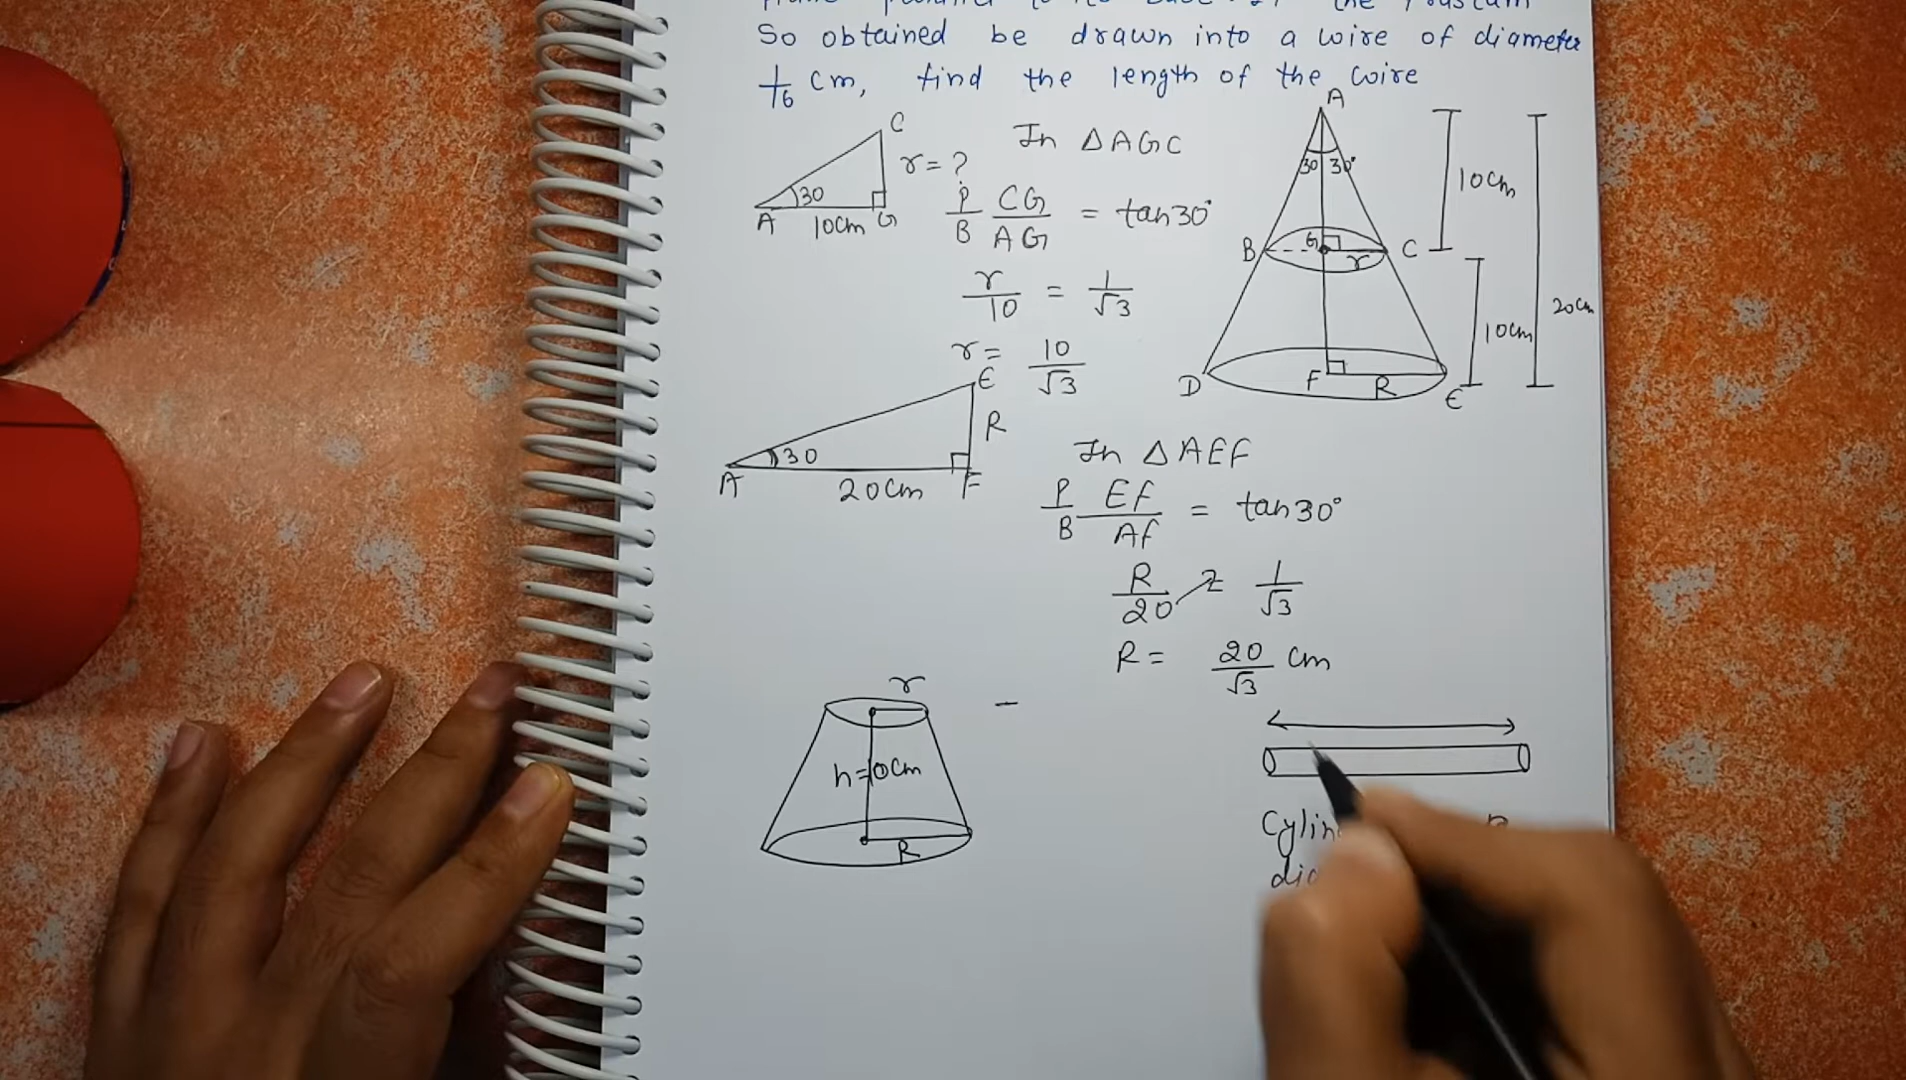 So obtained be drawn into a wire of diameter
1/16 cm, find the length of the wire
A
C
In △AGC
r = ?
30
A
10cm
G
P/B CG/AG = tan30°
30
30°
10cm
B
G
C
r
r/10 = 1/√3
20cm
10cm
r = 10/√3
D
F
R
E
E
R
30
A
20cm
F
In △AEF
P/B EF/AF = tan30°
R/20 = 1/√3
R = 20/√3 cm
r
h=10cm
R